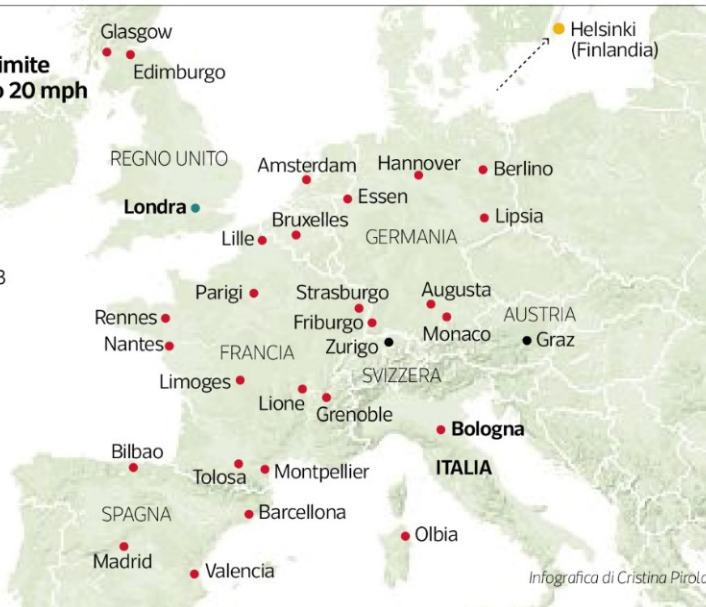 Glasgow
Helsinki
(Finlandia)
imite
Edimburgo
o 20 mph
REGNO UNITO
Amsterdam
Hannover
Berlino
Essen
Londra
Bruxelles
Lipsia
Lille
GERMANIA
3
Parigi
Strasburgo
Augusta
Rennes
Friburgo
AUSTRIA
Nantes
Monaco
Graz
FRANCIA
Zurigo
SVIZZERA
Limoges
Lione
Grenoble
Bologna
Bilbao
Tolosa
Montpellier
ITALIA
SPAGNA
Barcellona
Olbia
Madrid
Valencia
Infografica di Cristina Pirola